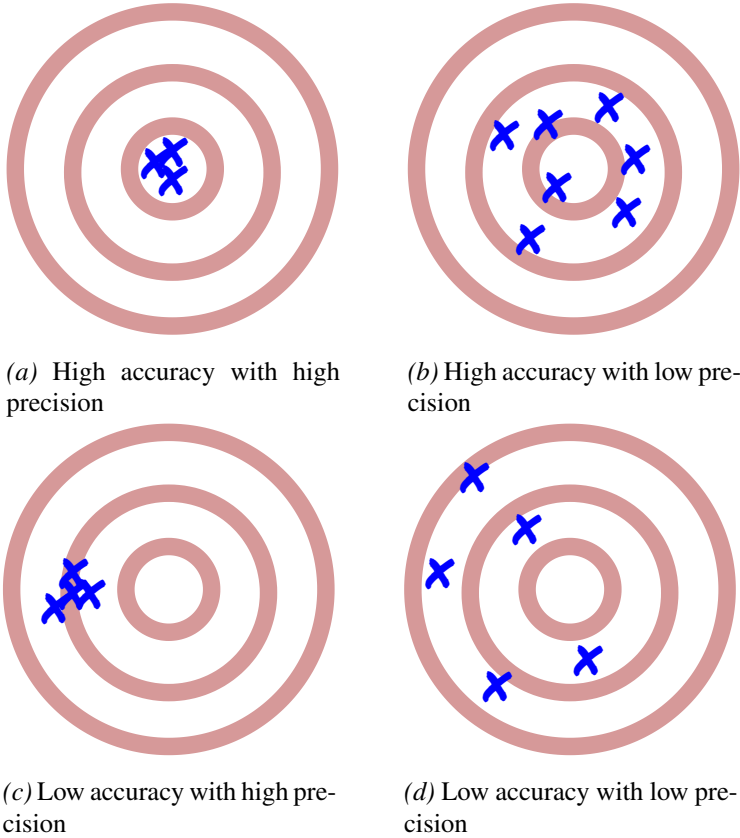 (a) High accuracy with high
precision
(b) High accuracy with low pre-
cision
(c) Low accuracy with high pre-
cision
(d) Low accuracy with low pre-
cision